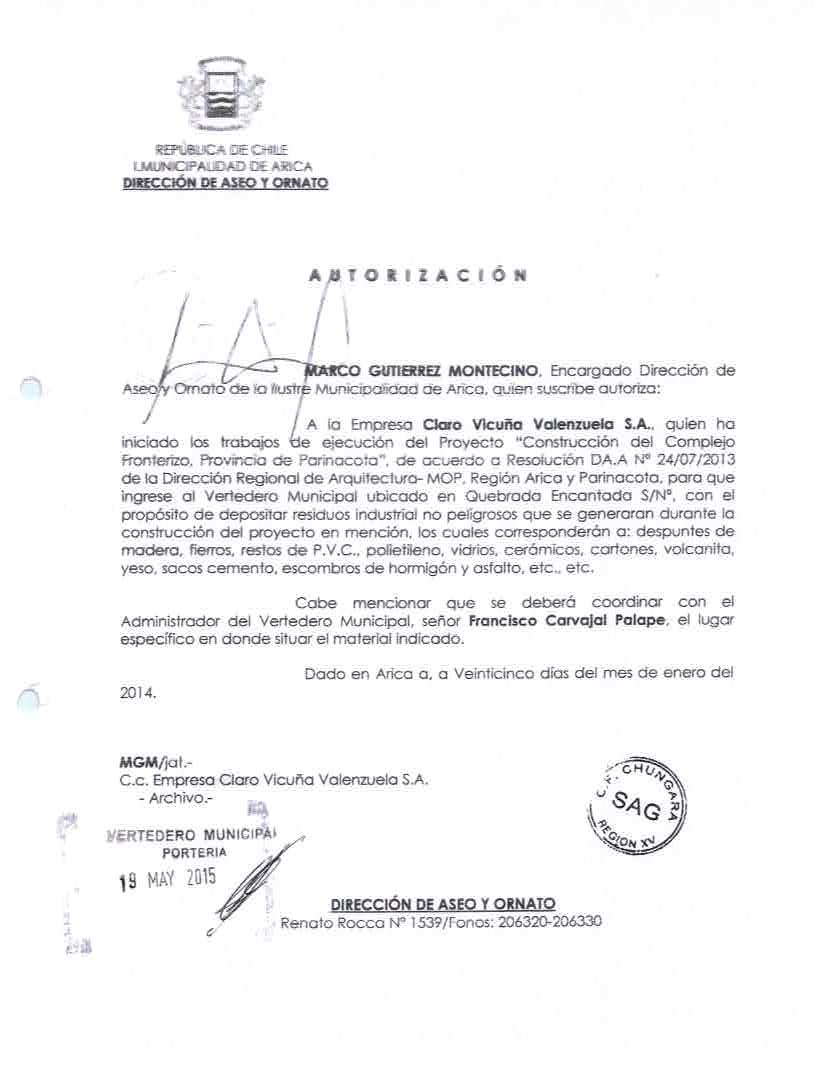 REPÚBLICA DE CHILE
I.MUNICIPALIDAD DE ARICA
DIRECCIÓN DE ASEO Y ORNATO
AUTORIZACIÓN
MARCO GUTIERREZ MONTECINO, Encargado Dirección de
Aseo y Ornato de la Ilustre Municipalidad de Arica, quien suscribe autoriza:
A la Empresa Claro Vicuña Valenzuela S.A., quien ha
iniciado los trabajos de ejecución del Proyecto "Construcción del Complejo
Fronterizo, Provincia de Parinacota", de acuerdo a Resolución DA.A Nº 24/07/2013
de la Dirección Regional de Arquitectura- MOP, Región Arica y Parinacota, para que
ingrese al Vertedero Municipal ubicado en Quebrada Encantada S/Nº, con el
propósito de depositar residuos industrial no peligrosos que se generaran durante la
construcción del proyecto en mención, los cuales corresponderán a: despuntes de
madera, fierros, restos de P.V.C., polietileno, vidrios, cerámicos, cartones, volcanita,
yeso, sacos cemento, escombros de hormigón y asfalto, etc., etc.
Cabe mencionar que se deberá coordinar con el
Administrador del Vertedero Municipal, señor Francisco Carvajal Palape, el lugar
específico en donde situar el material indicado.
Dado en Arica a, a Veinticinco días del mes de enero del
2014.
MGM/jat.-
C.c. Empresa Claro Vicuña Valenzuela S.A.
- Archivo.-
VERTEDERO MUNICIPAL
PORTERIA
19 MAY 2015
C.F. CHUNGARA
SAG
REGION XV
DIRECCIÓN DE ASEO Y ORNATO
Renato Rocca Nº 1539/Fonos: 206320-206330